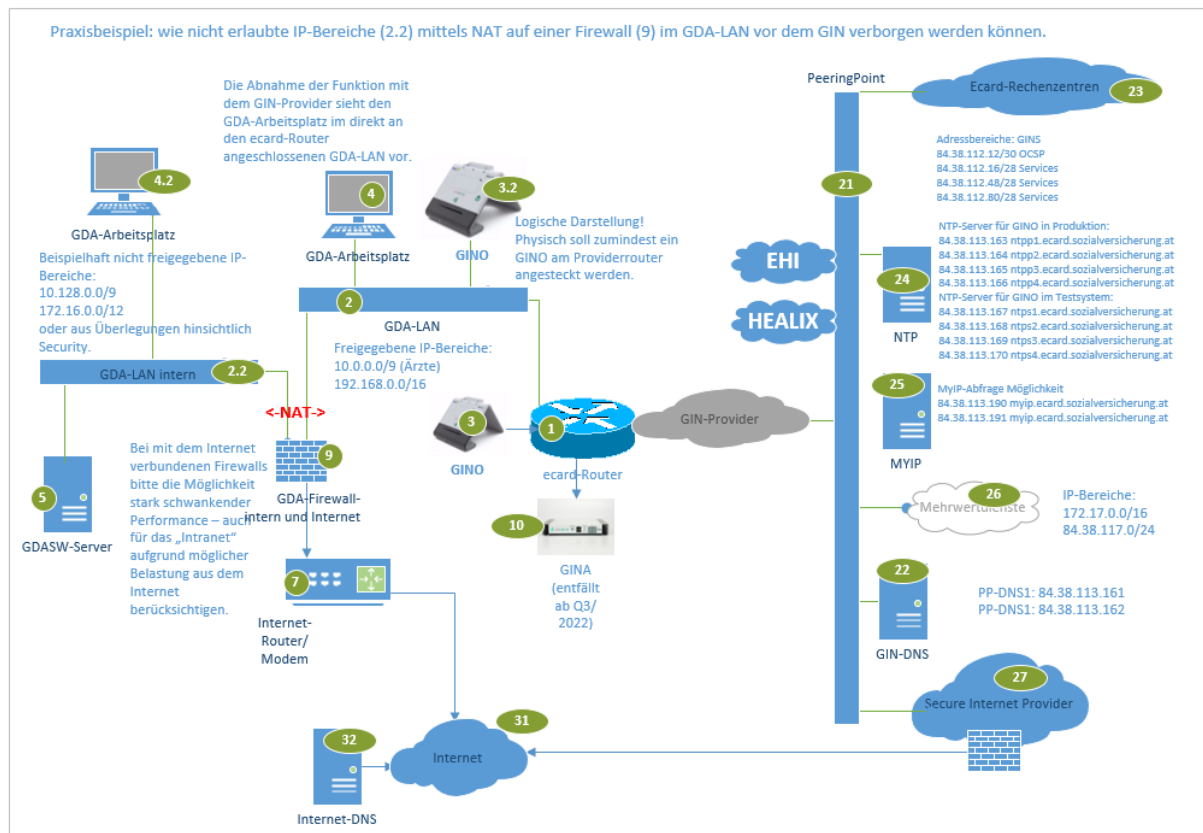 Praxisbeispiel: wie nicht erlaubte IP-Bereiche (2.2) mittels NAT auf einer Firewall (9) im GDA-LAN vor dem GIN verborgen werden können.
Die Abnahme der Funktion mit
dem GIN-Provider sieht den
GDA-Arbeitsplatz im direkt an
den ecard-Router
angeschlossenen GDA-LAN vor.
4.2
GDA-Arbeitsplatz
Beispielhaft nicht freigegebene IP-
Bereiche:
10.128.0.0/9
172.16.0.0/12
oder aus Überlegungen hinsichtlich
Security.
4
GDA-Arbeitsplatz
3.2
GINO
Logische Darstellung!
Physisch soll zumindest ein
GINO am Providerrouter
angesteckt werden.
2
GDA-LAN
Freigegebene IP-Bereiche:
10.0.0.0/9 (Ärzte)
192.168.0.0/16
GDA-LAN intern
2.2
<-NAT->
Bei mit dem Internet
verbundenen Firewalls
bitte die Möglichkeit
stark schwankender
Performance – auch
für das „Intranet“
aufgrund möglicher
Belastung aus dem
Internet
berücksichtigen.
5
GDASW-Server
9
GDA-Firewall-
intern und Internet
7
Internet-
Router/
Modem
3
GINO
1
ecard-Router
10
GINA
(entfällt
ab Q3/
2022)
GIN-Provider
31
Internet
32
Internet-DNS
PeeringPoint
21
EHI
HEALIX
Ecard-Rechenzentren
23
Adressbereiche: GINS
84.38.112.12/30 OCSP
84.38.112.16/28 Services
84.38.112.48/28 Services
84.38.112.80/28 Services
24
NTP
NTP-Server für GINO in Produktion:
84.38.113.163 ntpp1.ecard.sozialversicherung.at
84.38.113.164 ntpp2.ecard.sozialversicherung.at
84.38.113.165 ntpp3.ecard.sozialversicherung.at
84.38.113.166 ntpp4.ecard.sozialversicherung.at
NTP-Server für GINO im Testsystem:
84.38.113.167 ntps1.ecard.sozialversicherung.at
84.38.113.168 ntps2.ecard.sozialversicherung.at
84.38.113.169 ntps3.ecard.sozialversicherung.at
84.38.113.170 ntps4.ecard.sozialversicherung.at
25
MYIP
MyIP-Abfrage Möglichkeit
84.38.113.190 myip.ecard.sozialversicherung.at
84.38.113.191 myip.ecard.sozialversicherung.at
26
Mehrwertdienste
IP-Bereiche:
172.17.0.0/16
84.38.117.0/24
22
GIN-DNS
PP-DNS1: 84.38.113.161
PP-DNS1: 84.38.113.162
27
Secure Internet Provider